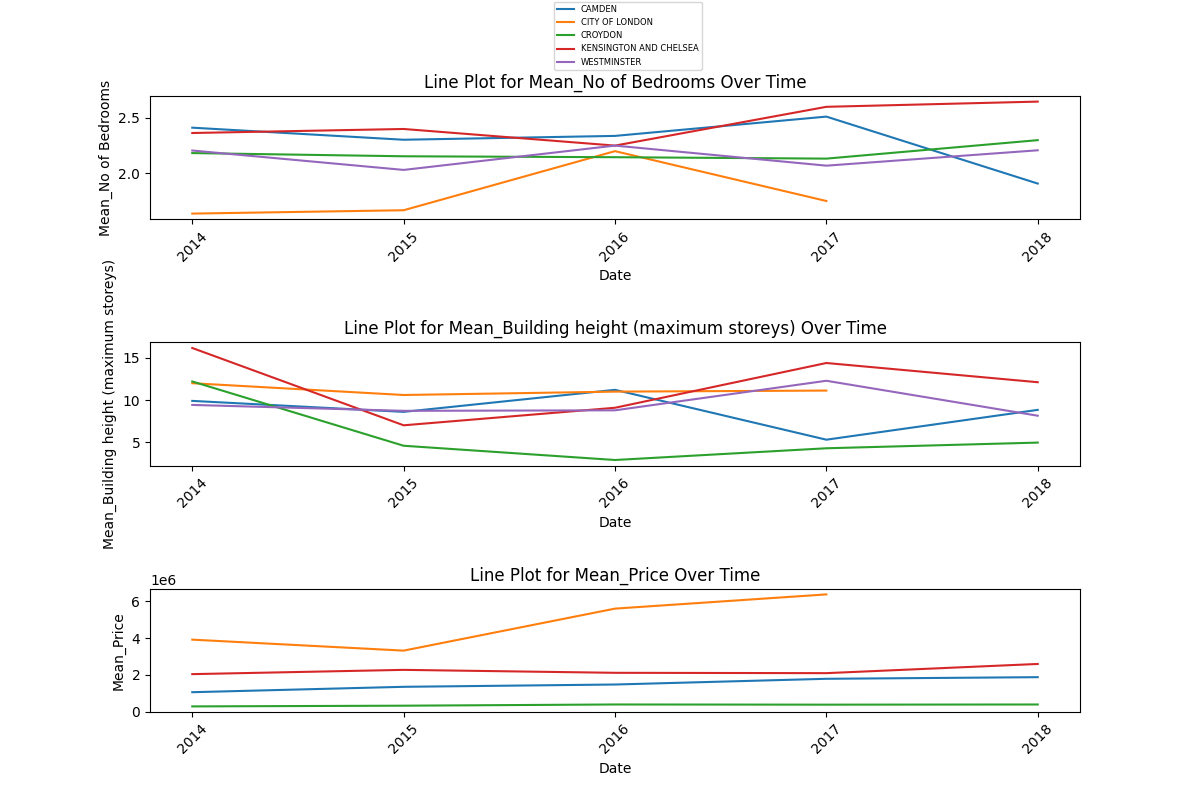 CAMDEN
CITY OF LONDON
CROYDON
KENSINGTON AND CHELSEA
WESTMINSTER
Line Plot for Mean_No of Bedrooms Over Time
Mean_No of Bedrooms
2.5
2.0
2014
2015
2016
2017
2018
Date
Line Plot for Mean_Building height (maximum storeys) Over Time
Mean_Building height (maximum storeys)
15
10
5
2014
2015
2016
2017
2018
Date
Line Plot for Mean_Price Over Time
1e6
Mean_Price
6
4
2
0
2014
2015
2016
2017
2018
Date